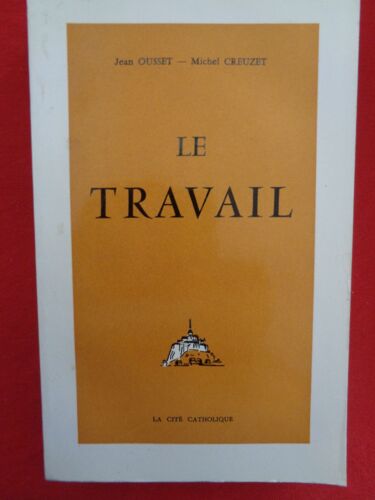 Jean OUSSET — Michel CREUZET
LE
TRAVAIL
LA CITÉ CATHOLIQUE